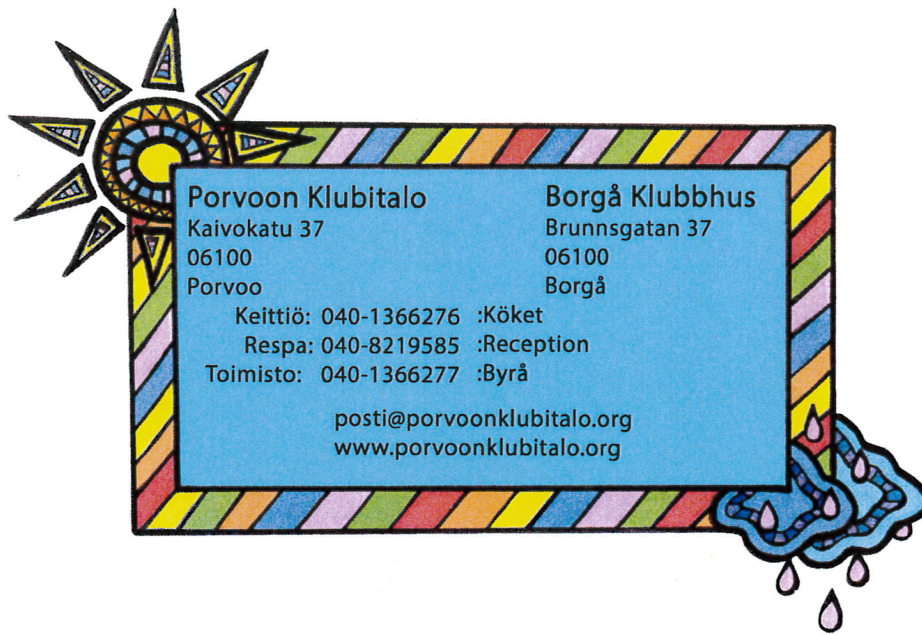 Porvoon Klubitalo Borgå Klubbhus
Kaivokatu 37 Brunnsgatan 37
06100 06100
Porvoo Borgå
Keittiö: 040-1366276 :Köket
Respa: 040-8219585 :Reception
Toimisto: 040-1366277 :Byrå
posti@porvoonklubitalo.org
www.porvoonklubitalo.org